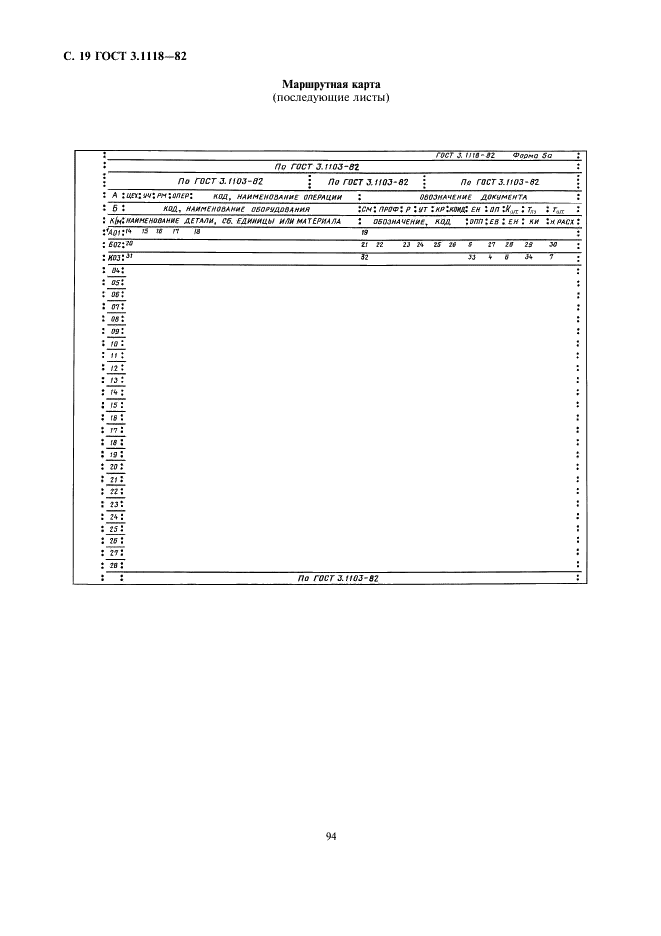 С. 19 ГОСТ 3.1118—82
Маршрутная карта
(последующие листы)
ГОСТ 3.1118-82 Форма 5а
По ГОСТ 3.1103-82
По ГОСТ 3.1103-82 По ГОСТ 3.1103-82 По ГОСТ 3.1103-82
А ЦЕХ УЧ РМ ОПЕР КОД, НАИМЕНОВАНИЕ ОПЕРАЦИИ ОБОЗНАЧЕНИЕ ДОКУМЕНТА
Б КОД, НАИМЕНОВАНИЕ ОБОРУДОВАНИЯ СМ ПРОФ Р УТ КР КОИД ЕН ОП Кшт Тпз Тшт
К/М НАИМЕНОВАНИЕ ДЕТАЛИ, СБ. ЕДИНИЦЫ ИЛИ МАТЕРИАЛА ОБОЗНАЧЕНИЕ, КОД ОПП ЕВ ЕН КИ Н.РАСХ
А01 14 15 16 17 18 19
Б02 20 21 22 23 24 25 26 6 27 28 29 30
К03 31 32 33 4 6 34 7
04
05
06
07
08
09
10
11
12
13
14
15
16
17
18
19
20
21
22
23
24
25
26
27
28
По ГОСТ 3.1103-82
94